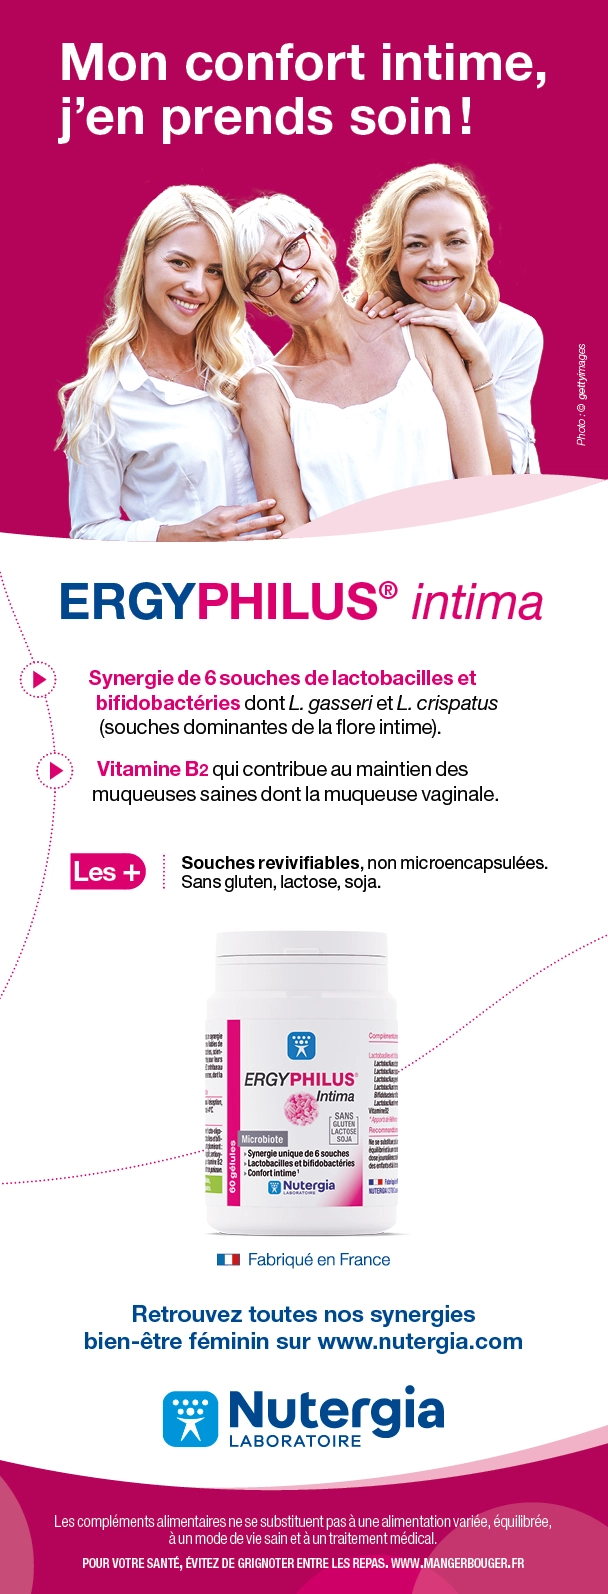 Mon confort intime,
j'en prends soin !
Photo : © gettyimages
ERGYPHILUS® intima
Synergie de 6 souches de lactobacilles et
bifidobactéries dont L. gasseri et L. crispatus
(souches dominantes de la flore intime).
Vitamine B2 qui contribue au maintien des
muqueuses saines dont la muqueuse vaginale.
Les +
Souches revivifiables, non microencapsulées.
Sans gluten, lactose, soja.
ERGYPHILUS®
Intima
SANS
GLUTEN
LACTOSE
SOJA
Microbiote
60 gélules
Synergie unique de 6 souches
Lactobacilles et bifidobactéries
Confort intime¹
Nutergia
LABORATOIRE
Vitamine B2
Fabriqué en France
Retrouvez toutes nos synergies
bien-être féminin sur www.nutergia.com
Nutergia
LABORATOIRE
Les compléments alimentaires ne se substituent pas à une alimentation variée, équilibrée,
à un mode de vie sain et à un traitement médical.
POUR VOTRE SANTÉ, ÉVITEZ DE GRIGNOTER ENTRE LES REPAS. WWW.MANGERBOUGER.FR